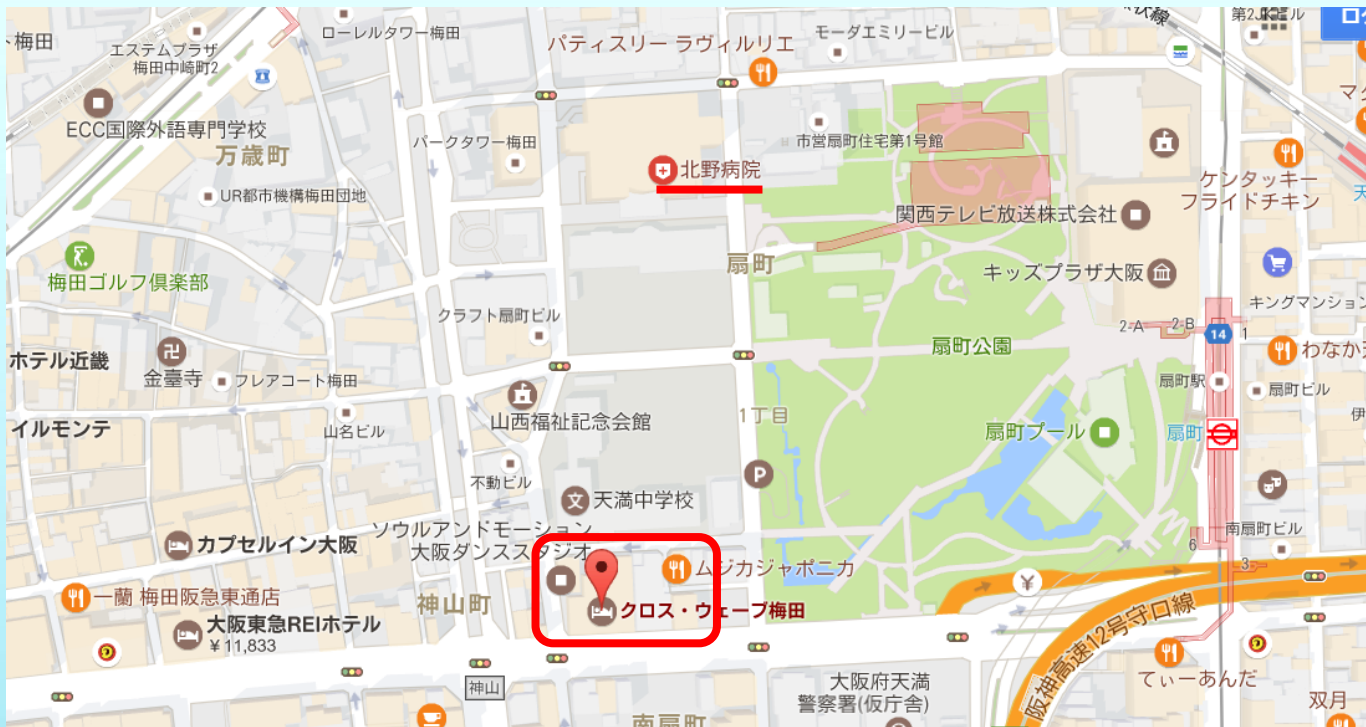 ト梅田
エステムプラザ
梅田中崎町2
ローレルタワー梅田
パティスリー ラヴィルリエ
モーダエミリービル
ECC国際外語専門学校
万歳町
パークタワー梅田
市営扇町住宅第1号館
北野病院
UR都市機構梅田団地
ケンタッキー
フライドチキン
関西テレビ放送株式会社
扇町
梅田ゴルフ倶楽部
キッズプラザ大阪
クラフト扇町ビル
キングマンション
2-A
2-B
14
1
扇町公園
ホテル近畿
金臺寺
フレアコート梅田
扇町駅
扇町ビル
山西福祉記念会館
1丁目
イルモンテ
山名ビル
扇町プール
扇町
不動ビル
P
文
天満中学校
ソウルアンドモーション
大阪ダンススタジオ
カプセルイン大阪
南扇町ビル
6
ムジカジャポニカ
3
¥
一蘭 梅田阪急東通店
神山町
クロス・ウェーブ梅田
大阪東急REIホテル
¥ 11,833
阪神高速12号守口線
てぃーあんだ
神山
大阪府天満
警察署(仮庁舎)
双月
南扇町